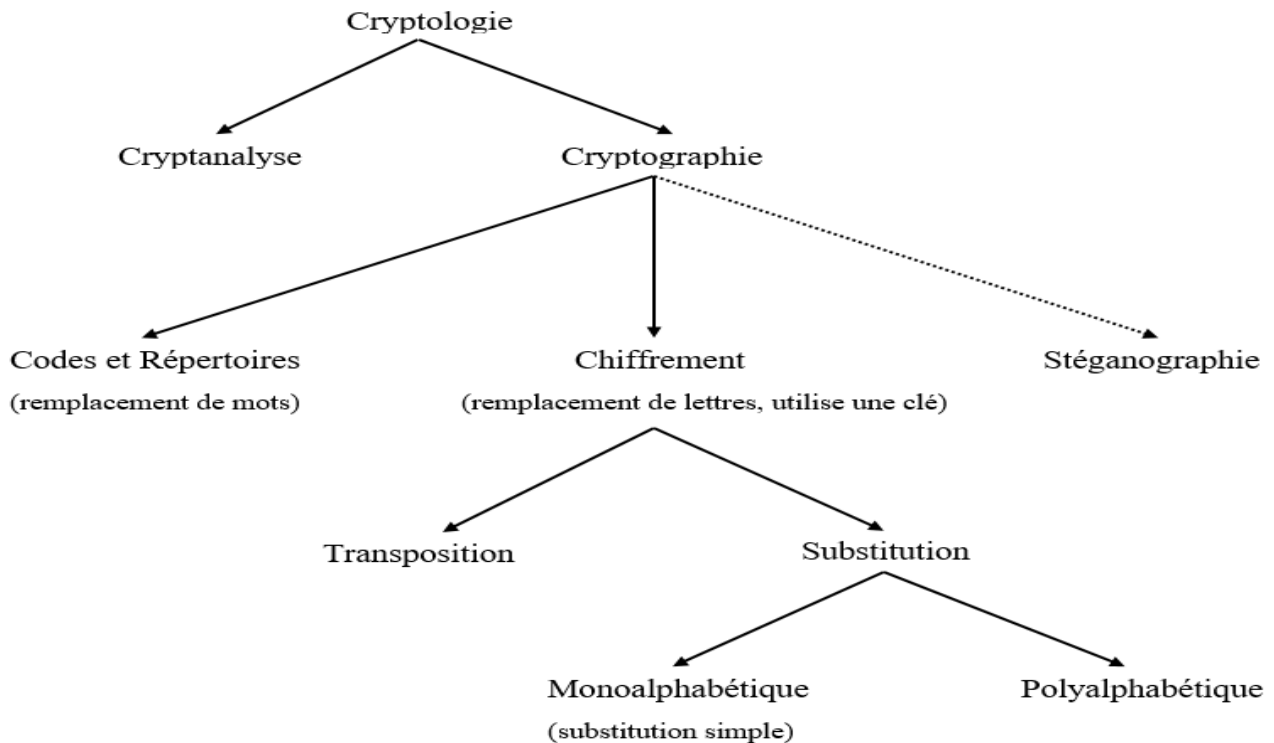 Cryptologie
Cryptanalyse
Cryptographie
Codes et Répertoires
(remplacement de mots)
Chiffrement
(remplacement de lettres, utilise une clé)
Stéganographie
Transposition
Substitution
Monoalphabétique
(substitution simple)
Polyalphabétique